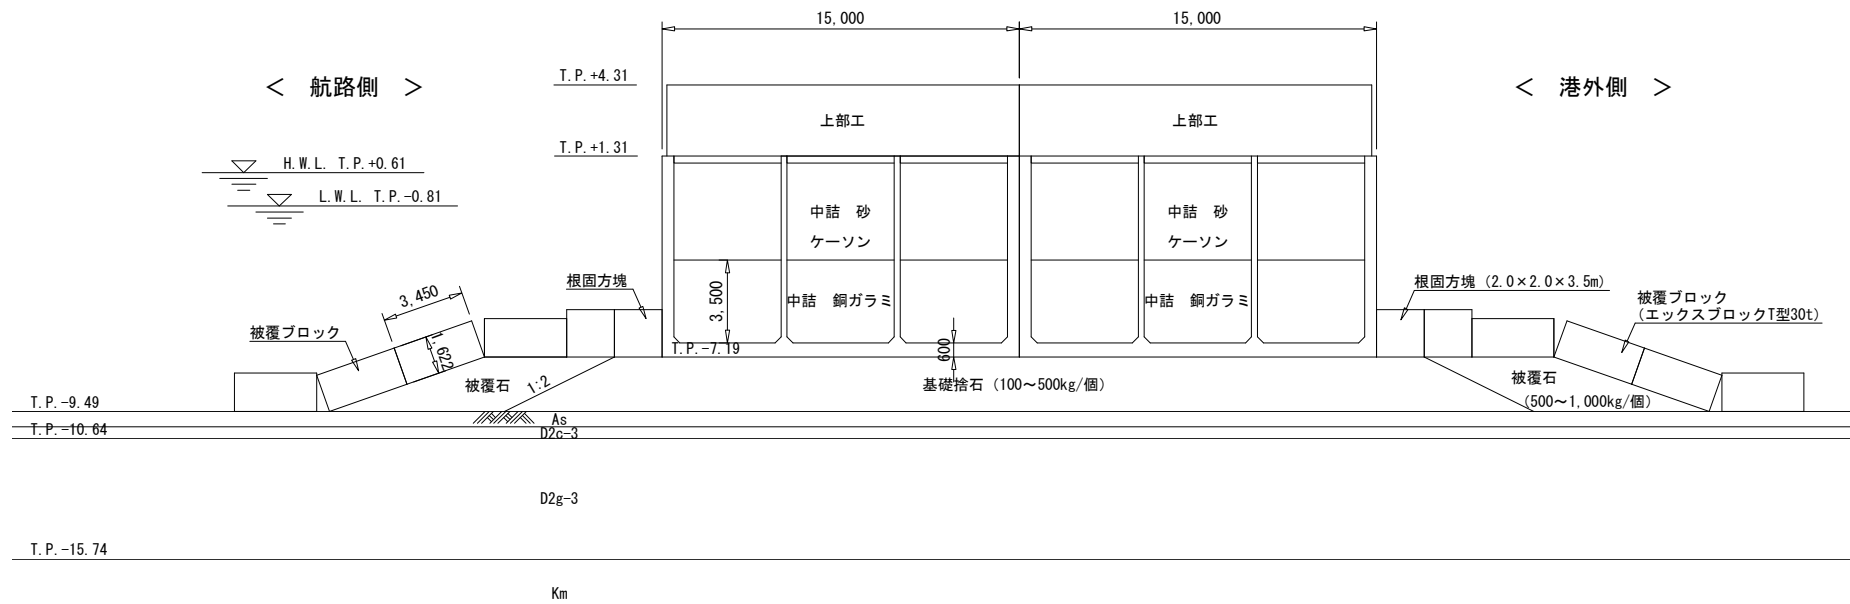 15,000
15,000
＜　航路側　＞
T.P.+4.31
＜　港外側　＞
上部工
上部工
T.P.+1.31
H.W.L. T.P.+0.61
L.W.L. T.P.-0.81
中詰　砂
ケーソン
中詰　砂
ケーソン
根固方塊
3,450
3,500
中詰　銅ガラミ
中詰　銅ガラミ
根固方塊（2.0×2.0×3.5m）
被覆ブロック
（エックスブロックT型30t）
被覆ブロック
1,622
T.P.-7.19
600
被覆石
1:2
基礎捨石（100～500kg/個）
被覆石
（500～1,000kg/個）
T.P.-9.49
As
T.P.-10.64
D2c-3
D2g-3
T.P.-15.74
Km